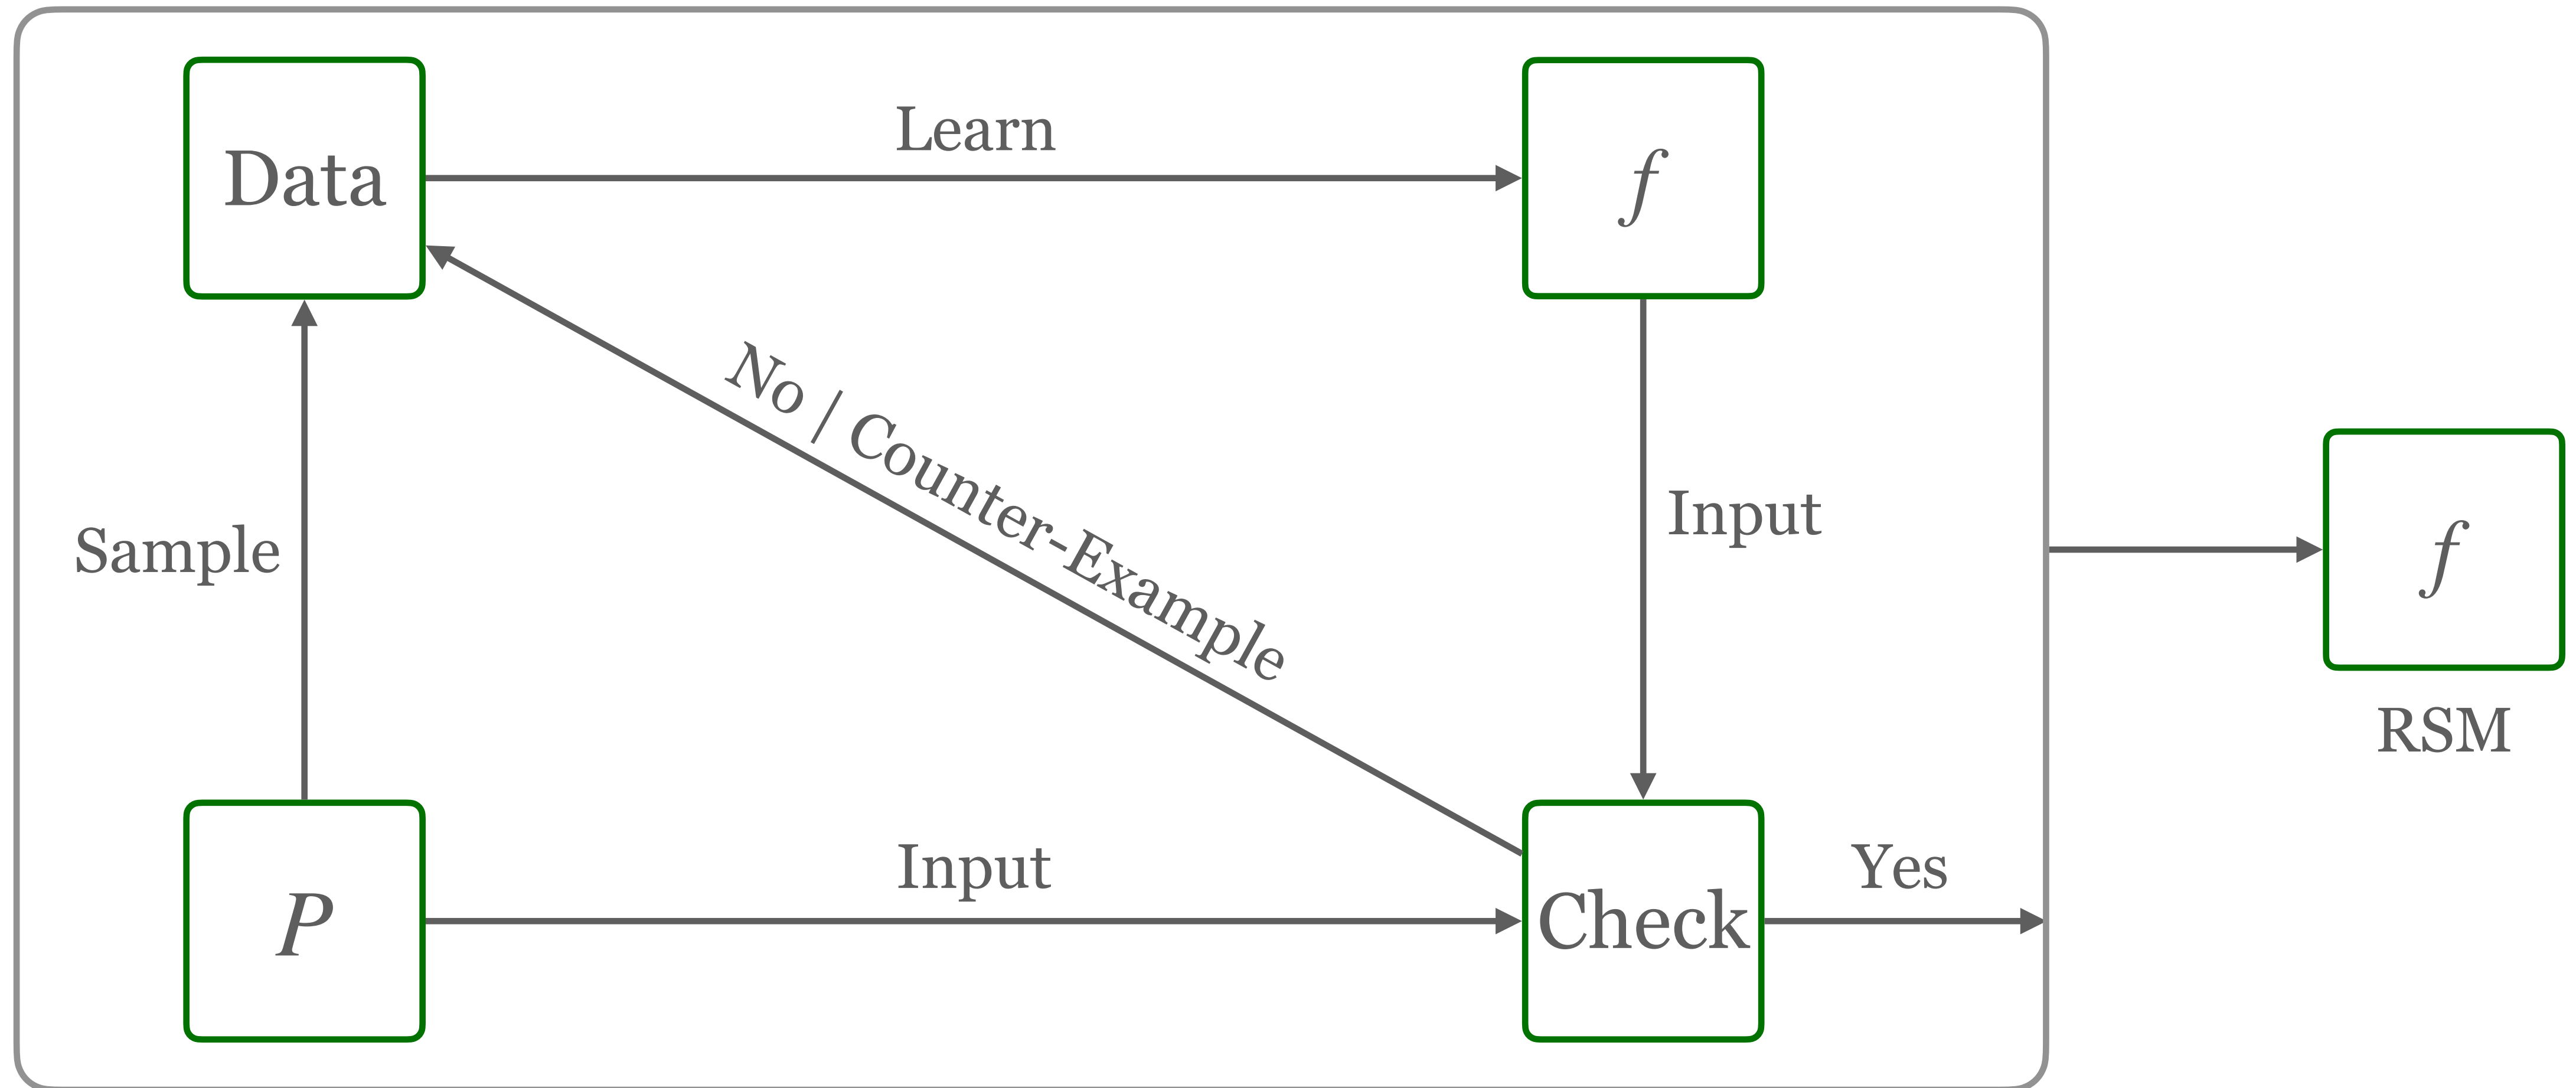 Learn
Data
f
No | Counter-Example
Input
Sample
f
RSM
Input
Yes
P
Check